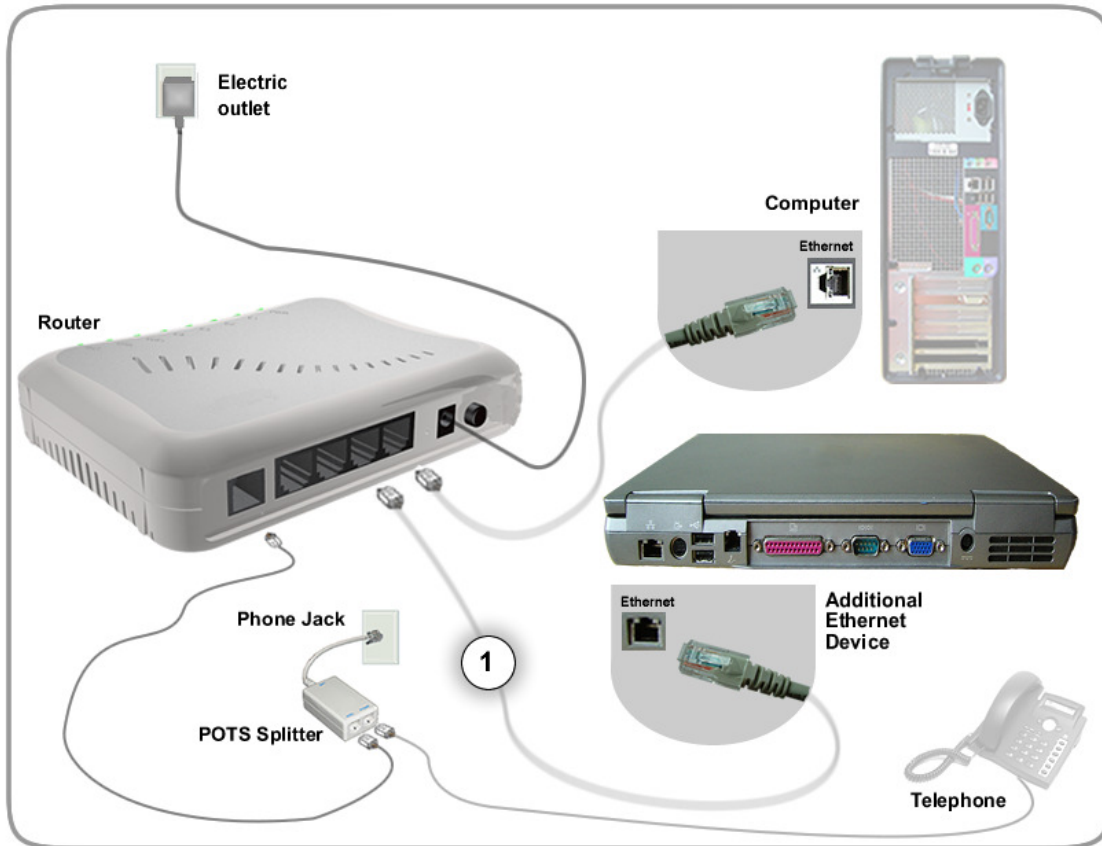 Electric
outlet
Computer
Ethernet
Router
Ethernet
Additional
Ethernet
Device
Phone Jack
1
POTS Splitter
Telephone